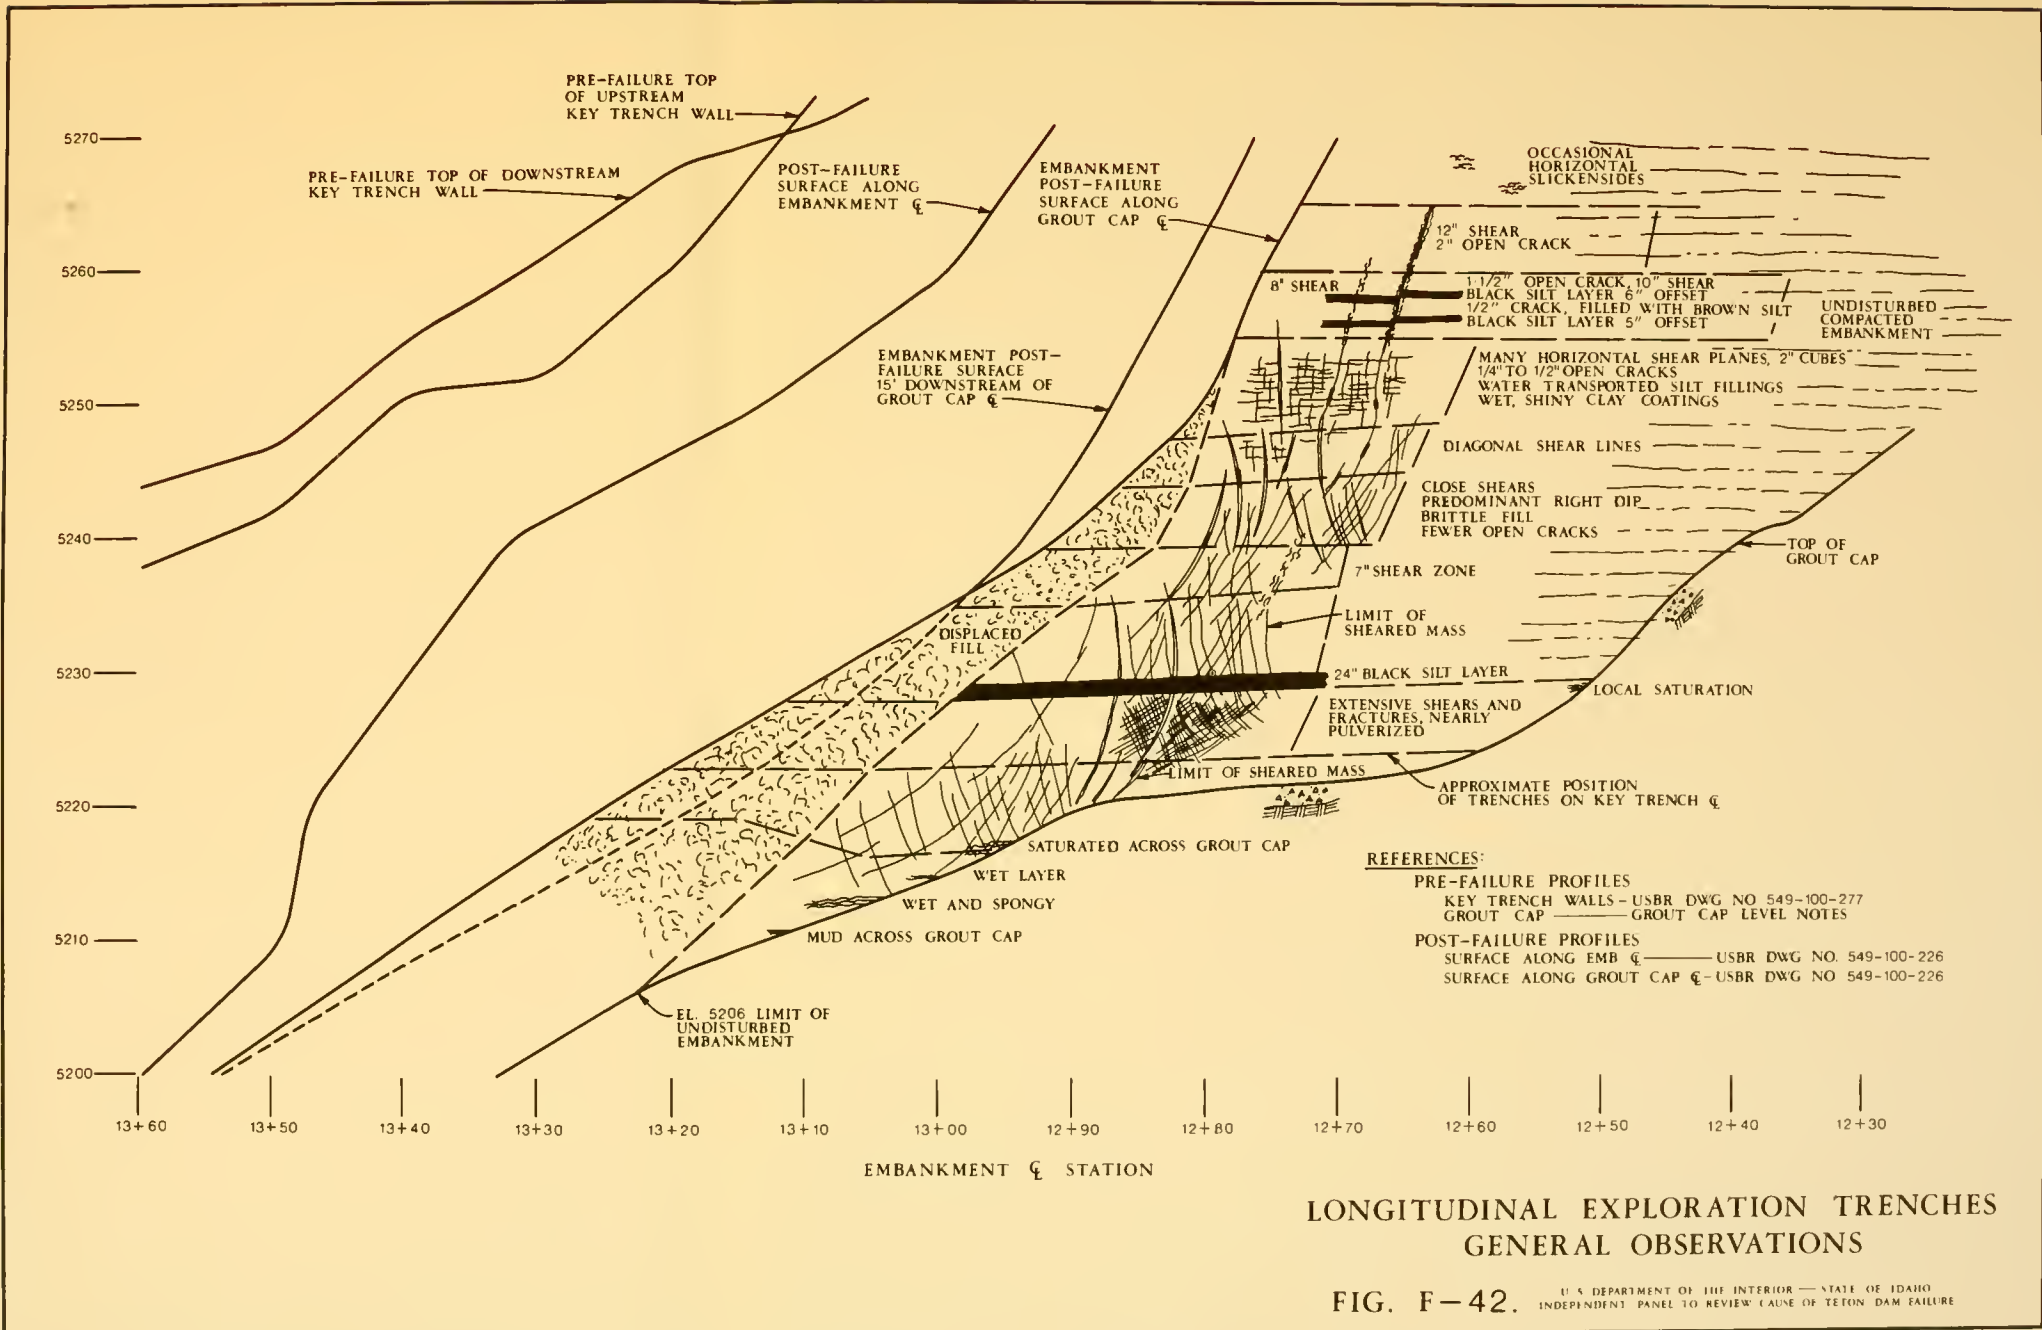 PRE-FAILURE TOP
OF UPSTREAM
KEY TRENCH WALL
PRE-FAILURE TOP OF DOWNSTREAM
KEY TRENCH WALL
POST-FAILURE
SURFACE ALONG
EMBANKMENT ℄
EMBANKMENT
POST-FAILURE
SURFACE ALONG
GROUT CAP ℄
EMBANKMENT POST-
FAILURE SURFACE
15' DOWNSTREAM OF
GROUT CAP ℄
OCCASIONAL
HORIZONTAL
SLICKENSIDES
12" SHEAR
2" OPEN CRACK
8" SHEAR
1-1/2" OPEN CRACK, 10" SHEAR
BLACK SILT LAYER 6" OFFSET
1/2" CRACK, FILLED WITH BROWN SILT
BLACK SILT LAYER 5" OFFSET
UNDISTURBED
COMPACTED
EMBANKMENT
MANY HORIZONTAL SHEAR PLANES, 2" CUBES
1/4" TO 1/2" OPEN CRACKS
WATER TRANSPORTED SILT FILLINGS
WET, SHINY CLAY COATINGS
DIAGONAL SHEAR LINES
CLOSE SHEARS
PREDOMINANT RIGHT DIP
BRITTLE FILL
FEWER OPEN CRACKS
TOP OF
GROUT CAP
7" SHEAR ZONE
LIMIT OF
SHEARED MASS
DISPLACED
FILL
24" BLACK SILT LAYER
LOCAL SATURATION
EXTENSIVE SHEARS AND
FRACTURES, NEARLY
PULVERIZED
LIMIT OF SHEARED MASS
APPROXIMATE POSITION
OF TRENCHES ON KEY TRENCH ℄
SATURATED ACROSS GROUT CAP
WET LAYER
WET AND SPONGY
MUD ACROSS GROUT CAP
EL. 5206 LIMIT OF
UNDISTURBED
EMBANKMENT
5270
5260
5250
5240
5230
5220
5210
5200
REFERENCES:
PRE-FAILURE PROFILES
KEY TRENCH WALLS - USBR DWG NO 549-100-277
GROUT CAP — GROUT CAP LEVEL NOTES
POST-FAILURE PROFILES
SURFACE ALONG EMB ℄ — USBR DWG NO. 549-100-226
SURFACE ALONG GROUT CAP ℄ - USBR DWG NO 549-100-226
13+60 13+50 13+40 13+30 13+20 13+10 13+00 12+90 12+80 12+70 12+60 12+50 12+40 12+30
EMBANKMENT ℄ STATION
LONGITUDINAL EXPLORATION TRENCHES
GENERAL OBSERVATIONS
FIG. F-42.
U S DEPARTMENT OF THE INTERIOR — STATE OF IDAHO
INDEPENDENT PANEL TO REVIEW CAUSE OF TETON DAM FAILURE